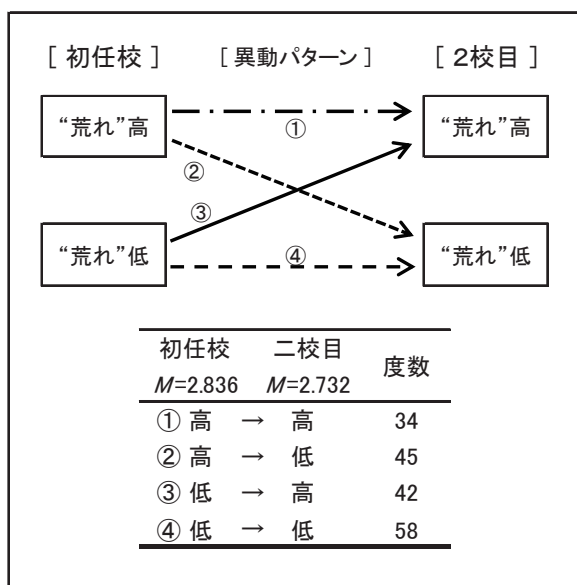 [ 初任校 ] [ 異動パターン ] [ 2校目 ]
“荒れ”高 “荒れ”高
①
②
③
“荒れ”低 “荒れ”低
④
初任校 二校目 度数
M=2.836 M=2.732
① 高 → 高 34
② 高 → 低 45
③ 低 → 高 42
④ 低 → 低 58